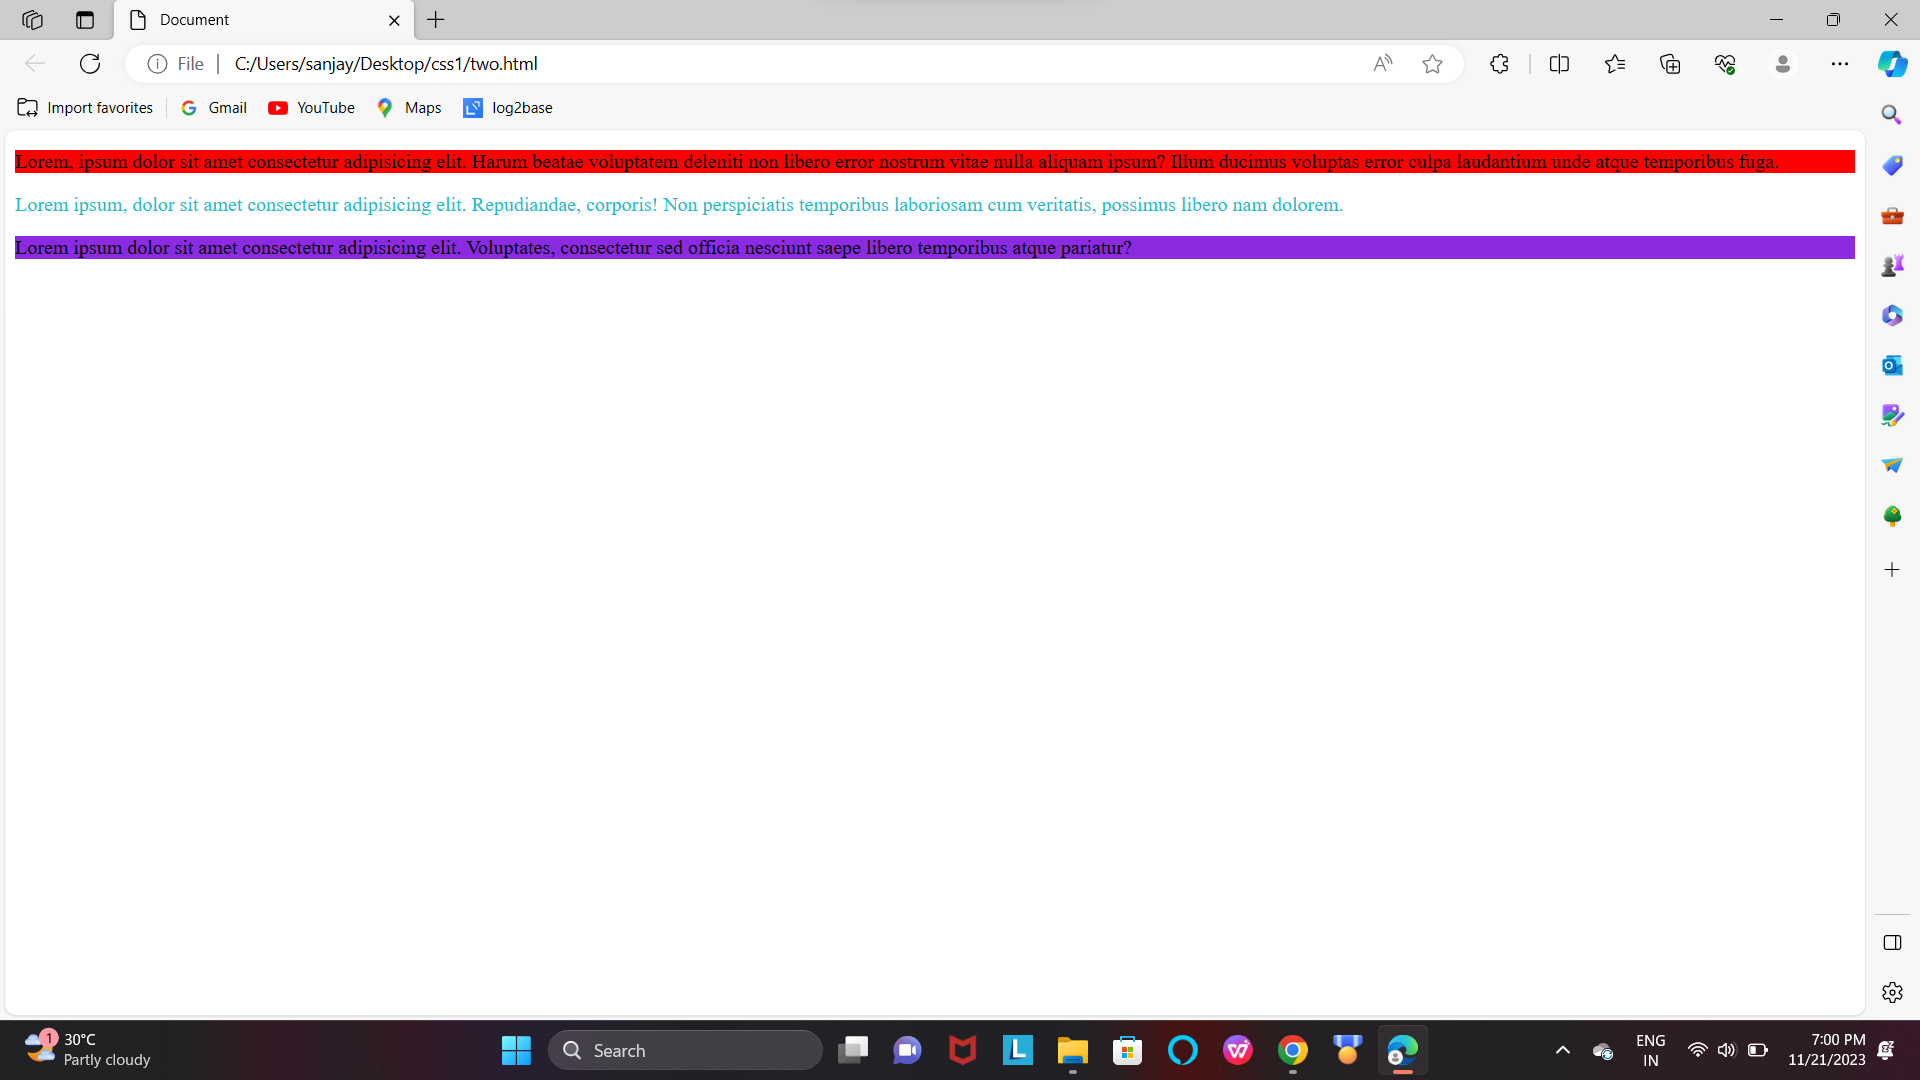 Document
File
C:/Users/sanjay/Desktop/css1/two.html
Import favorites
Gmail
YouTube
Maps
log2base
Lorem, ipsum dolor sit amet consectetur adipisicing elit. Harum beatae voluptatem deleniti non libero error nostrum vitae nulla aliquam ipsum? Illum ducimus voluptas error culpa laudantium unde atque temporibus fuga.
Lorem ipsum, dolor sit amet consectetur adipisicing elit. Repudiandae, corporis! Non perspiciatis temporibus laboriosam cum veritatis, possimus libero nam dolorem.
Lorem ipsum dolor sit amet consectetur adipisicing elit. Voluptates, consectetur sed officia nesciunt saepe libero temporibus atque pariatur?
1
30°C
Partly cloudy
Search
ENG
IN
7:00 PM
11/21/2023